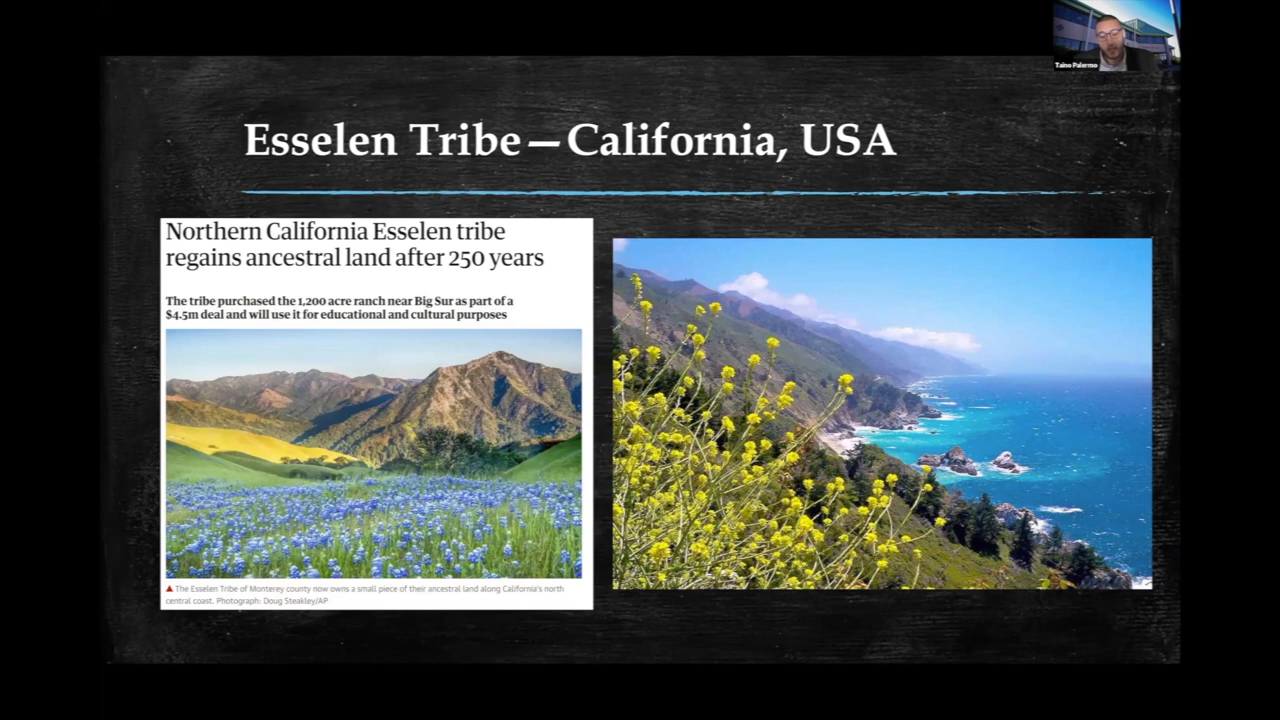 Taino Palermo
Esselen Tribe—California, USA
Northern California Esselen tribe
regains ancestral land after 250 years
The tribe purchased the 1,200 acre ranch near Big Sur as part of a
$4.5m deal and will use it for educational and cultural purposes
▲ The Esselen Tribe of Monterey county now owns a small piece of their ancestral land along California's north
central coast. Photograph: Doug Steakley/AP